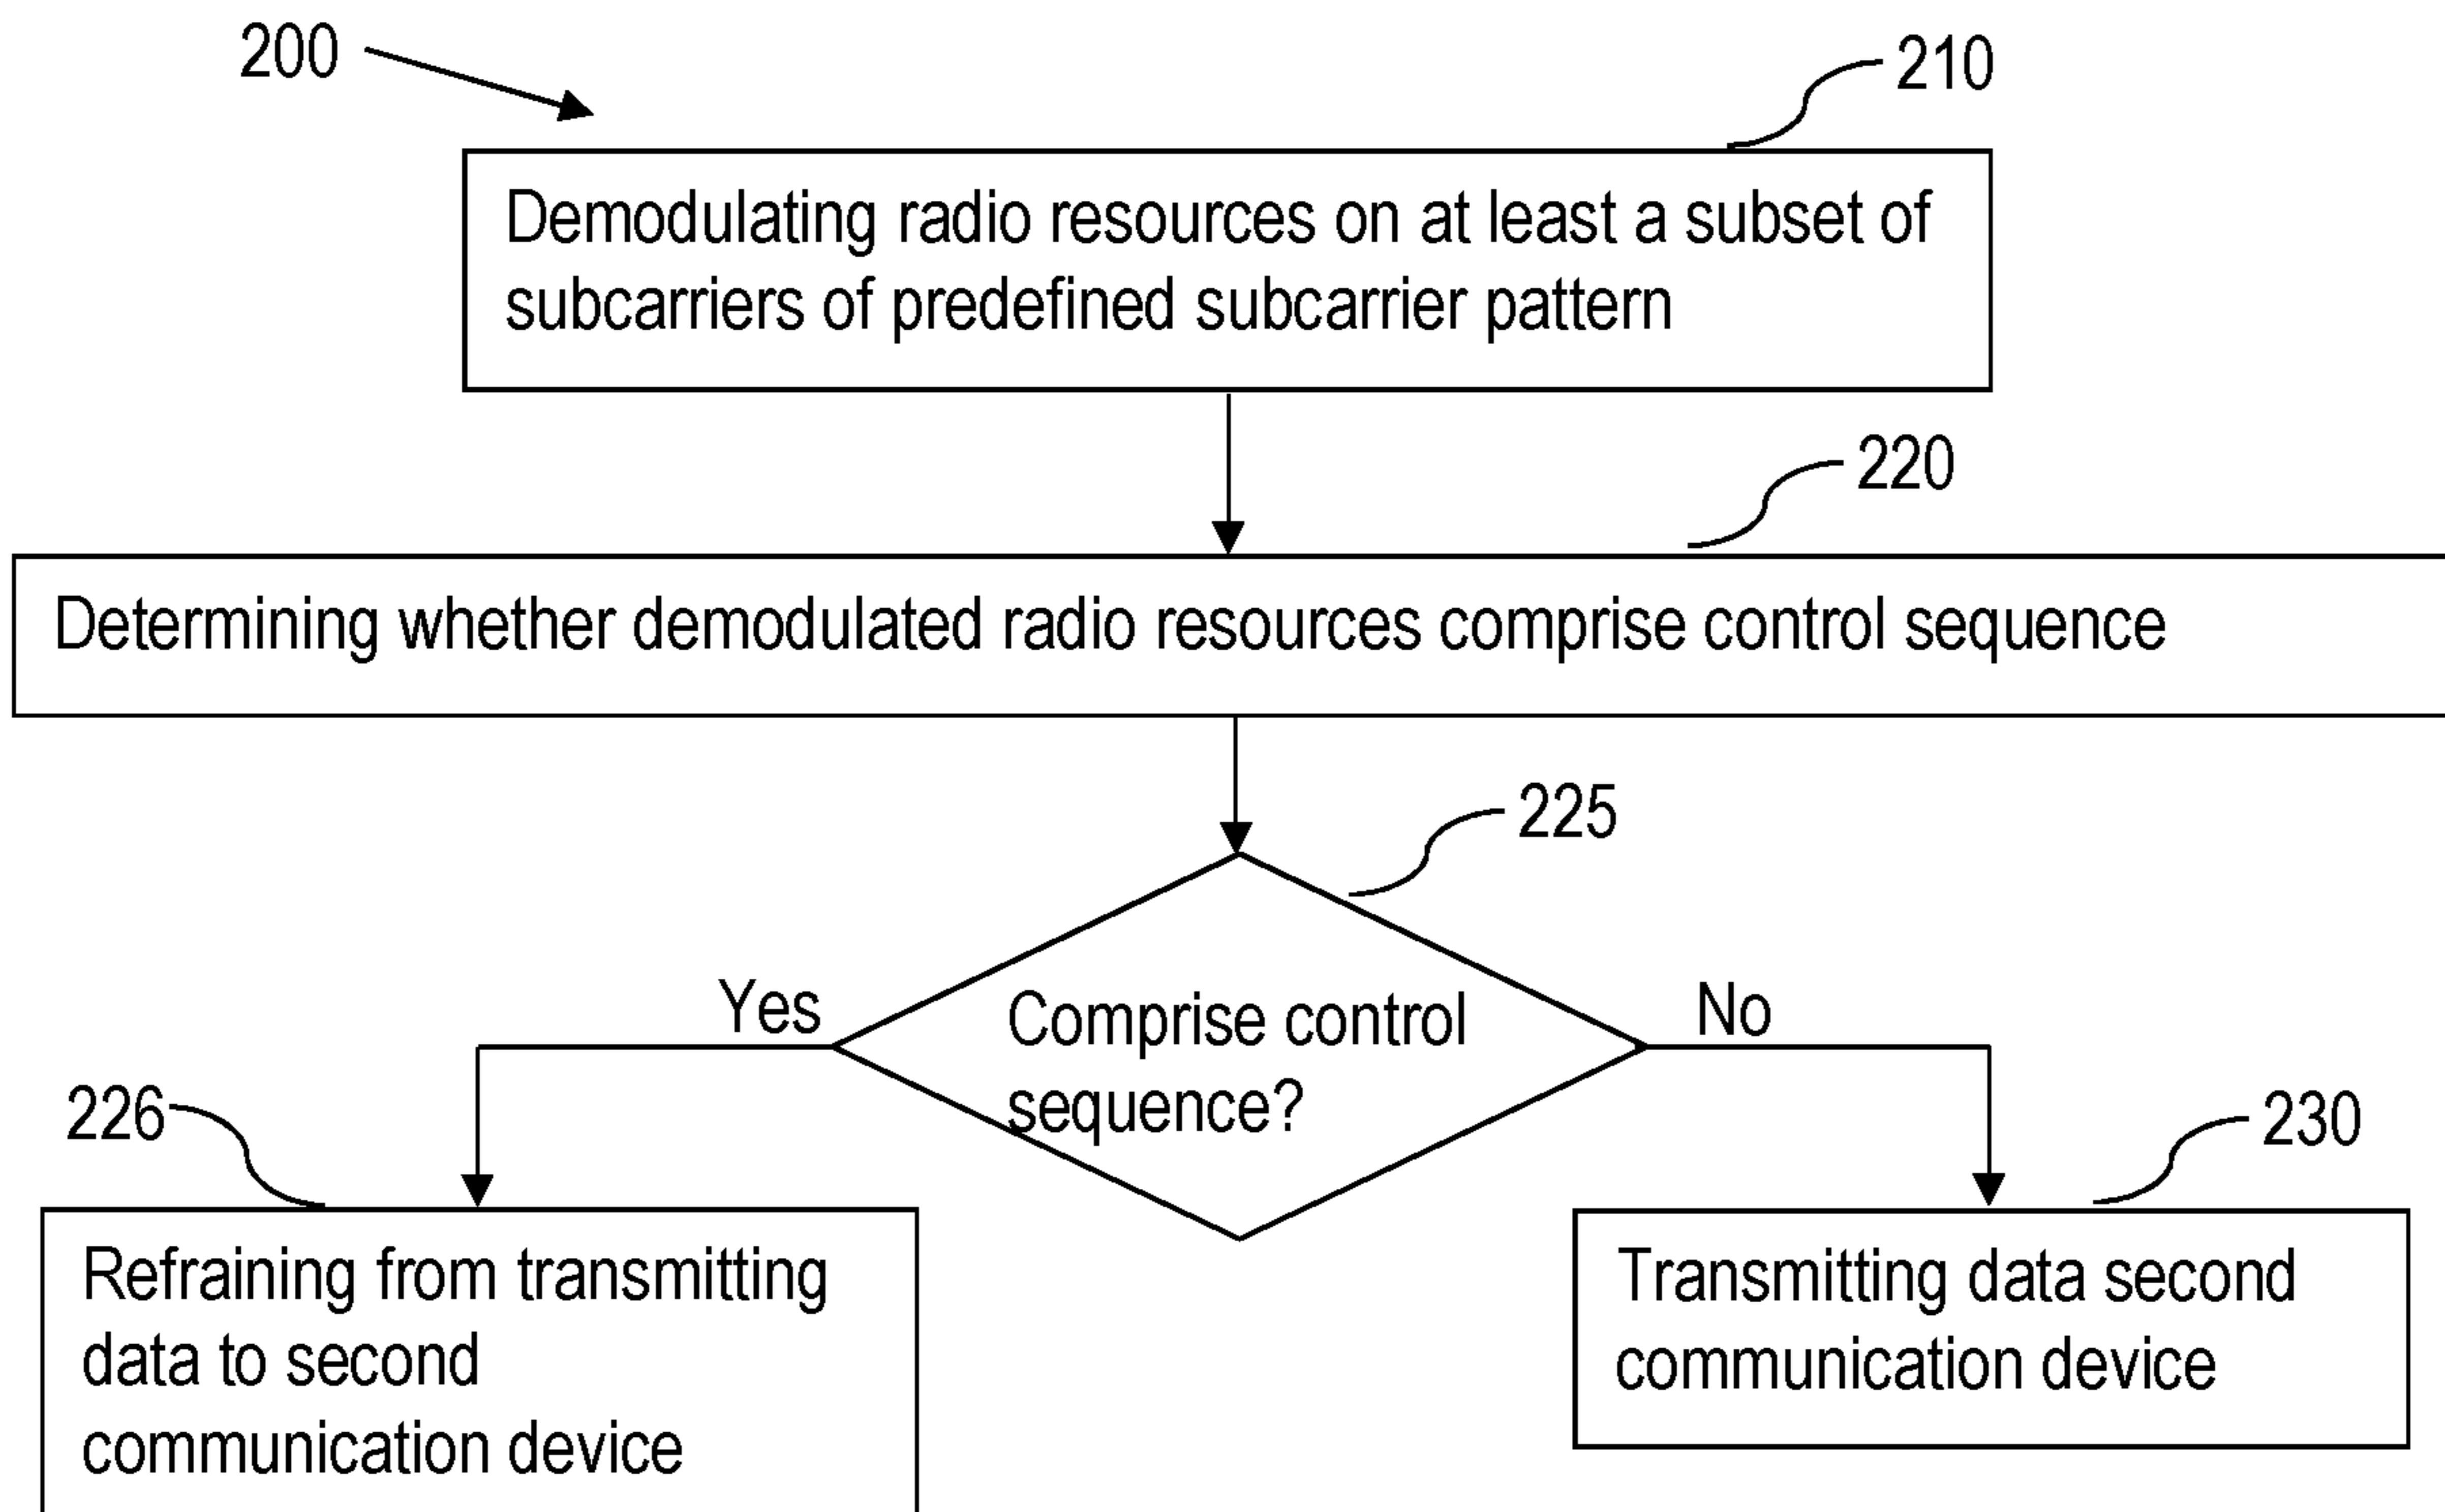 200
210
Demodulating radio resources on at least a subset of
subcarriers of predefined subcarrier pattern
220
Determining whether demodulated radio resources comprise control sequence
225
Yes
Comprise control
sequence?
No
226
230
Refraining from transmitting
data to second
communication device
Transmitting data second
communication device